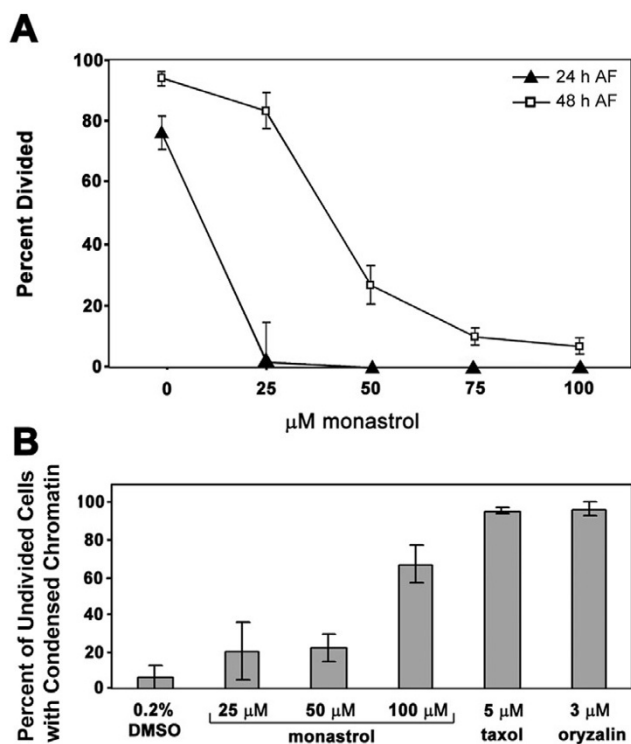 A
100
80
60
40
20
0
Percent Divided
24 h AF
48 h AF
0 25 50 75 100
μM monastrol
B
Percent of Undivided Cells
with Condensed Chromatin
100
80
60
40
20
0
0.2% 25 μM 50 μM 100 μM 5 μM 3 μM
DMSO monastrol taxol oryzalin